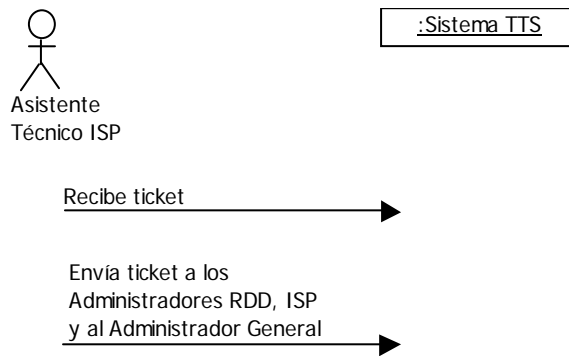 :Sistema TTS
Asistente
Técnico ISP
Recibe ticket
Envía ticket a los
Administradores RDD, ISP
y al Administrador General